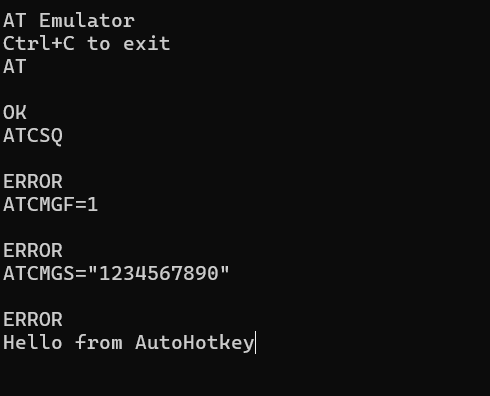 AT Emulator
Ctrl+C to exit
AT
OK
ATCSQ
ERROR
ATCMGF=1
ERROR
ATCMGS="1234567890"
ERROR
Hello from AutoHotkey